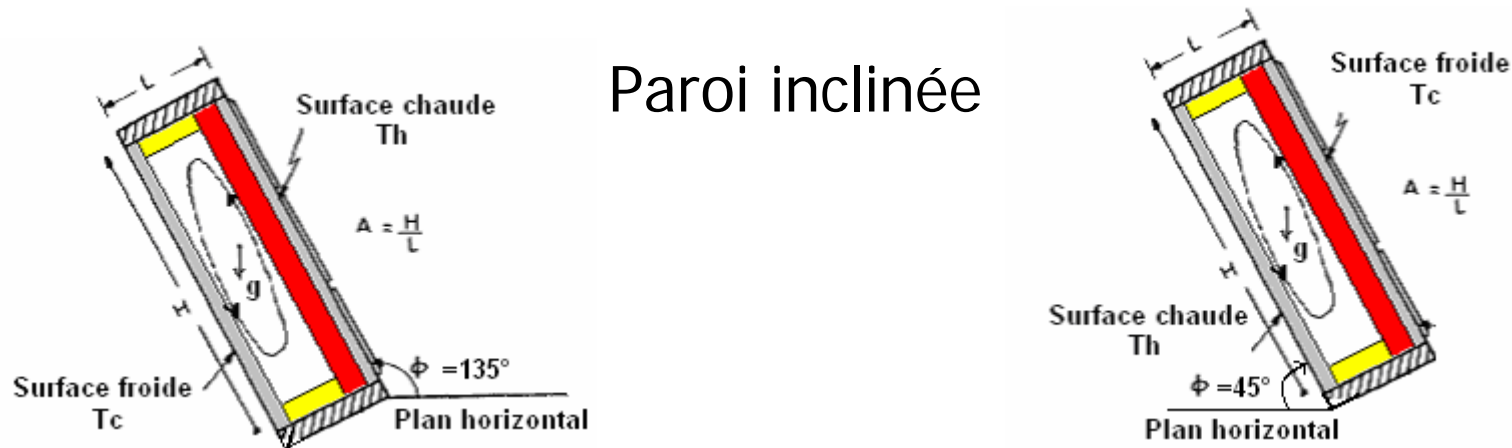 Paroi inclinée
L
Surface chaude
Th
A = H/L
g
H
ϕ =135°
Surface froide
Tc
Plan horizontal
L
Surface froide
Tc
A = H/L
g
H
Surface chaude
Th
ϕ =45°
Plan horizontal